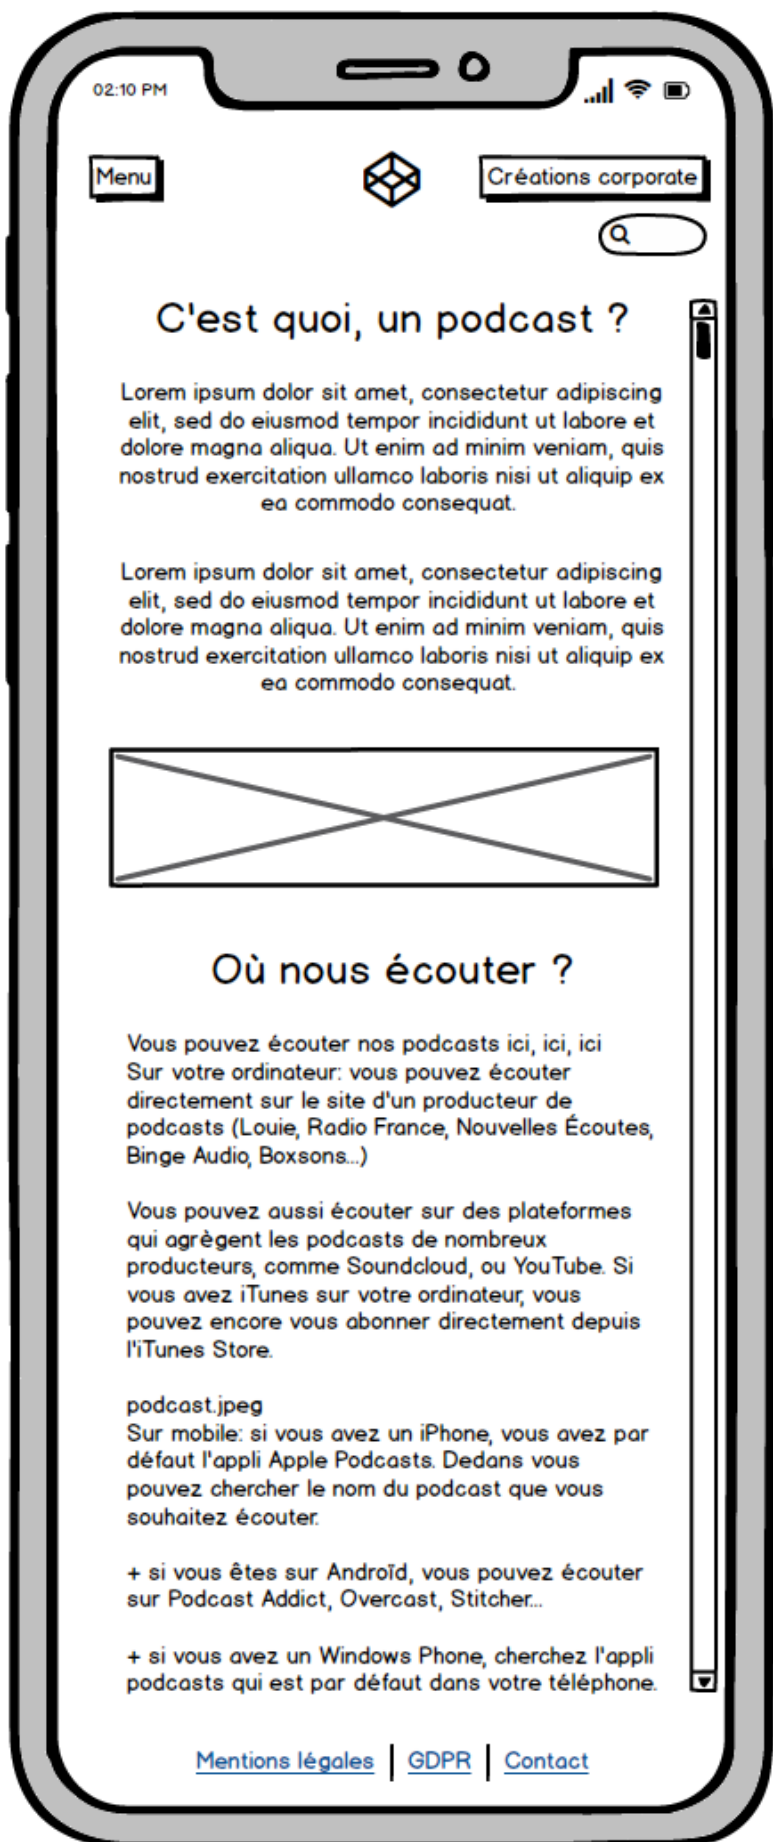 02:10 PM
Menu
Créations corporate
C'est quoi, un podcast ?
Lorem ipsum dolor sit amet, consectetur adipiscing
elit, sed do eiusmod tempor incididunt ut labore et
dolore magna aliqua. Ut enim ad minim veniam, quis
nostrud exercitation ullamco laboris nisi ut aliquip ex
ea commodo consequat.
Lorem ipsum dolor sit amet, consectetur adipiscing
elit, sed do eiusmod tempor incididunt ut labore et
dolore magna aliqua. Ut enim ad minim veniam, quis
nostrud exercitation ullamco laboris nisi ut aliquip ex
ea commodo consequat.
Où nous écouter ?
Vous pouvez écouter nos podcasts ici, ici, ici
Sur votre ordinateur: vous pouvez écouter
directement sur le site d'un producteur de
podcasts (Louie, Radio France, Nouvelles Écoutes,
Binge Audio, Boxsons...)
Vous pouvez aussi écouter sur des plateformes
qui agrègent les podcasts de nombreux
producteurs, comme Soundcloud, ou YouTube. Si
vous avez iTunes sur votre ordinateur, vous
pouvez encore vous abonner directement depuis
l'iTunes Store.
podcast.jpeg
Sur mobile: si vous avez un iPhone, vous avez par
défaut l'appli Apple Podcasts. Dedans vous
pouvez chercher le nom du podcast que vous
souhaitez écouter.
+ si vous êtes sur Androïd, vous pouvez écouter
sur Podcast Addict, Overcast, Stitcher...
+ si vous avez un Windows Phone, cherchez l'appli
podcasts qui est par défaut dans votre téléphone.
Mentions légales | GDPR | Contact